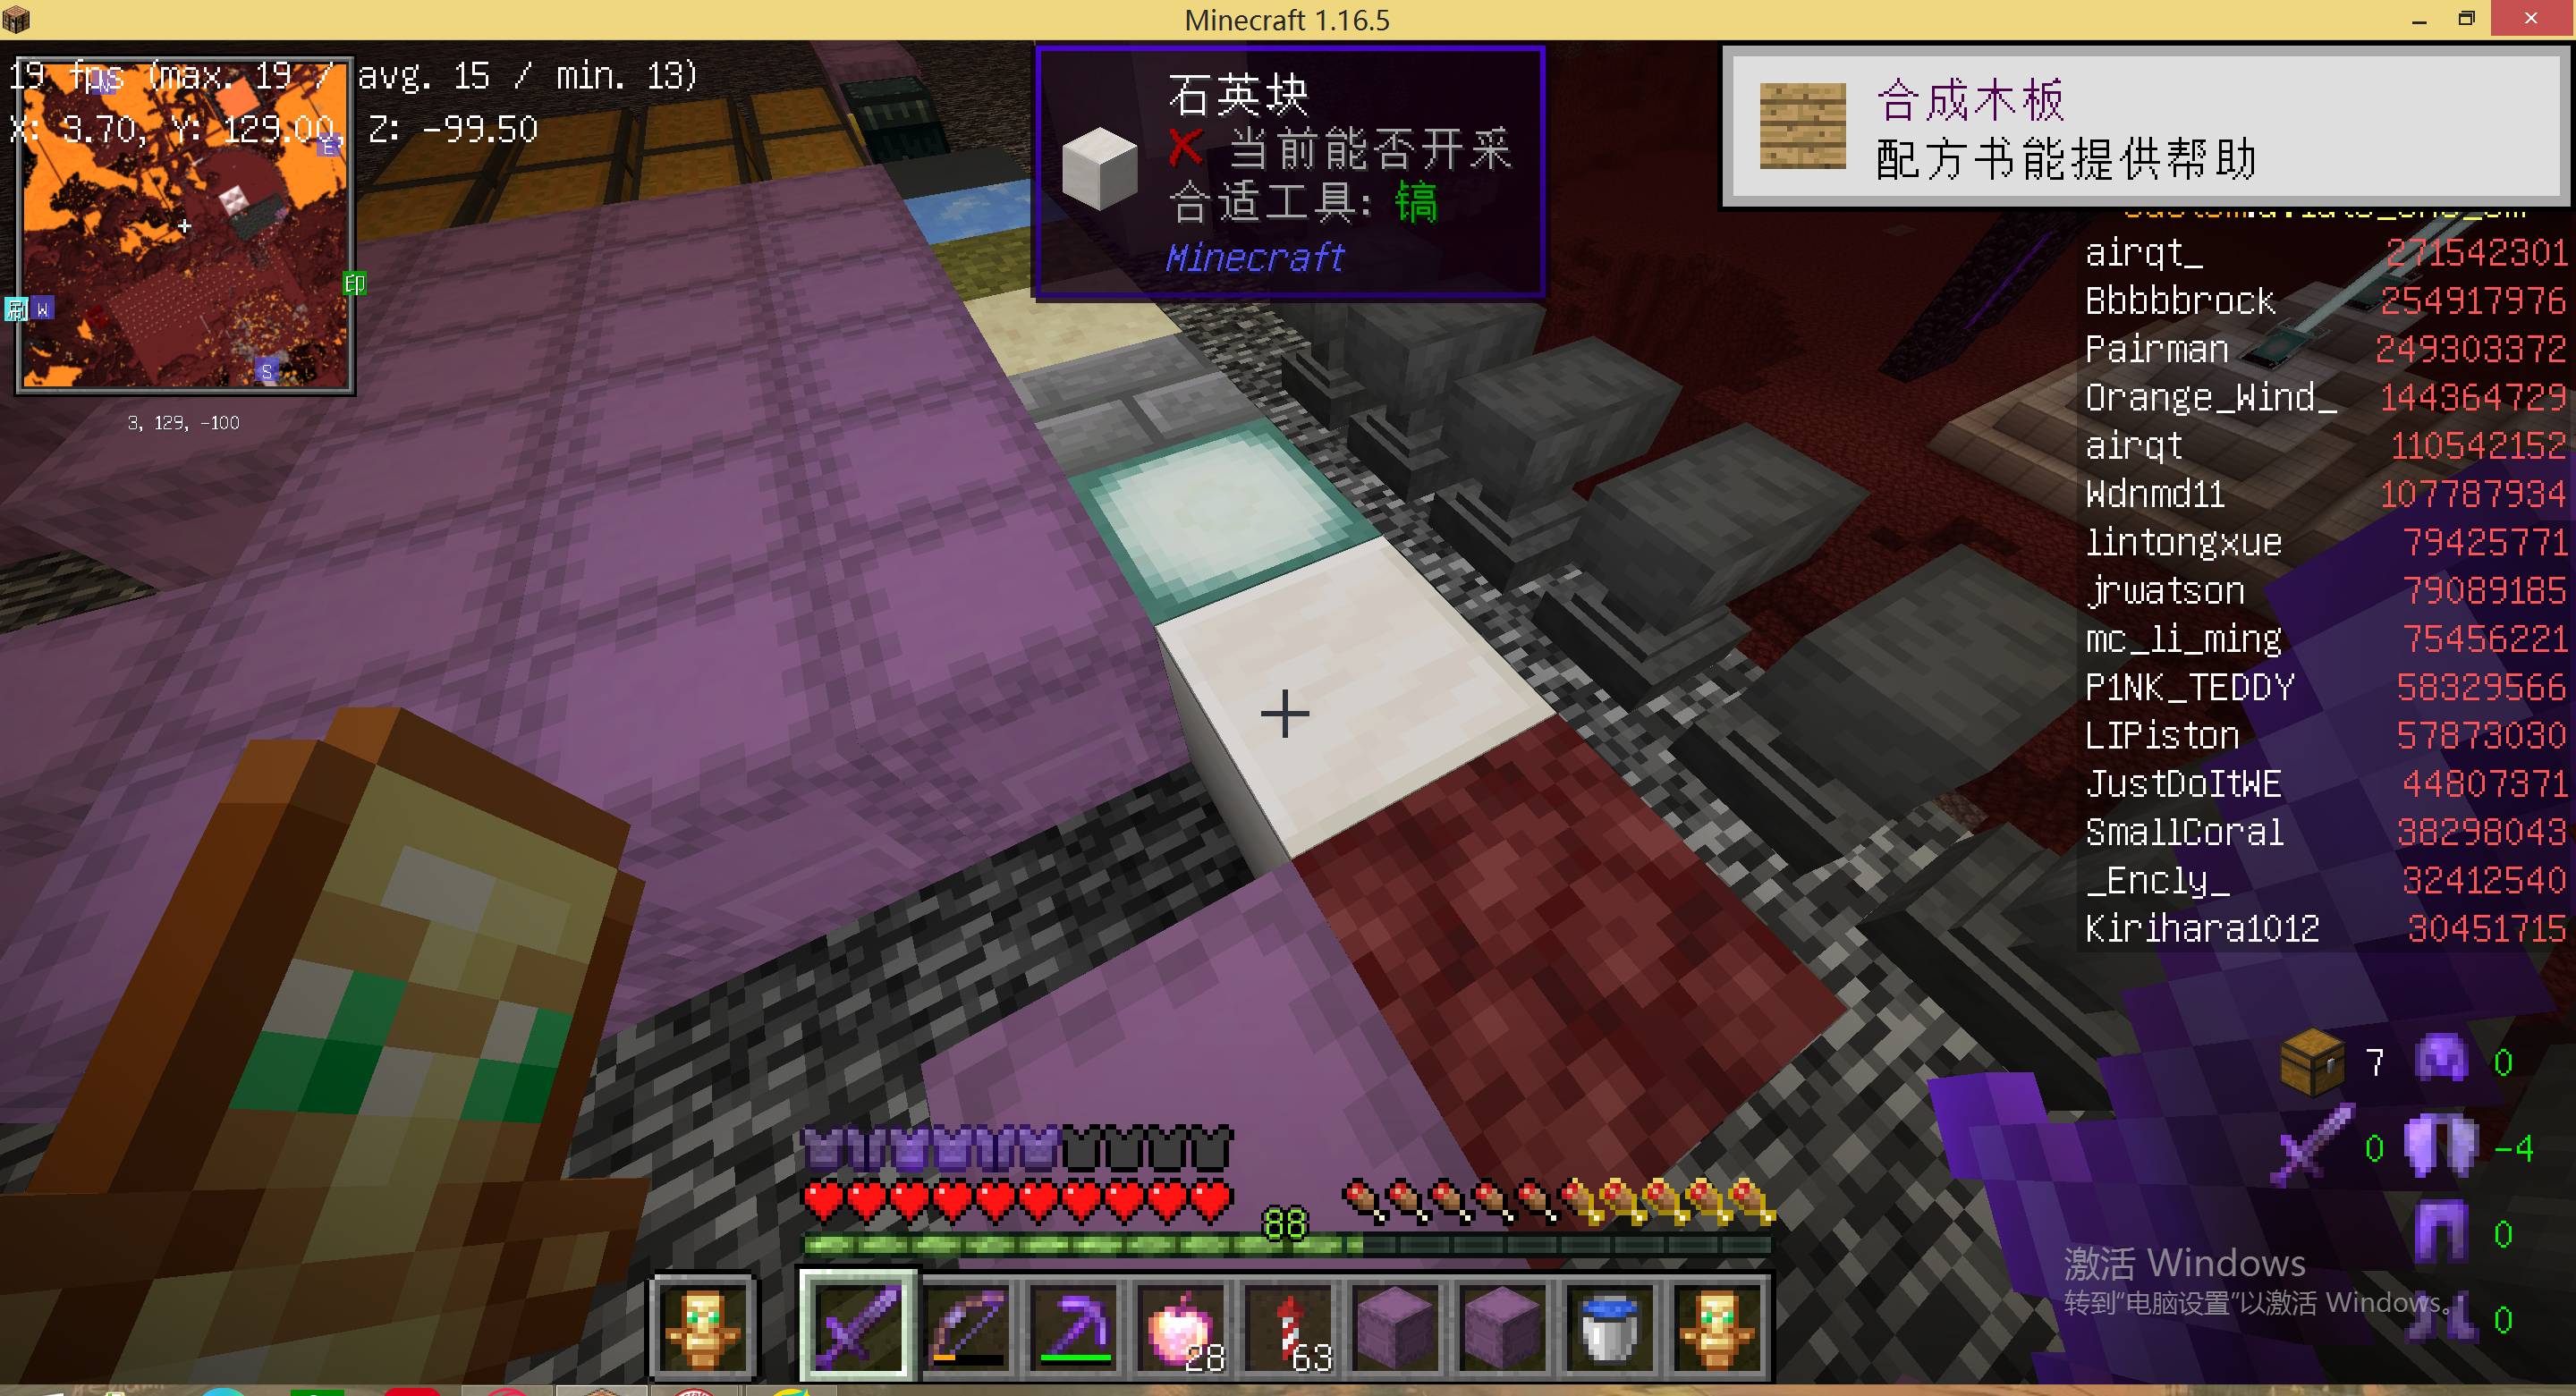 Minecraft 1.16.5
19 fps (max. 19 / avg. 15 / min. 13)
X: 3.70, Y: 129.00, Z: -99.50
N
E
印
刷 W
S
3, 129, -100
石英块
当前能否开采
合适工具: 镐
Minecraft
合成木板
配方书能提供帮助
airqt_ 271542301
Bbbbbrock 254917976
Pairman 249303372
Orange_Wind_ 144364729
airqt 110542152
Wdnmd11 107787934
lintongxue 79425771
jrwatson 79089185
mc_li_ming 75456221
P1NK_TEDDY 58329566
LIPiston 57873030
JustDoItWE 44807371
SmallCoral 38298043
_Encly_ 32412540
Kirihara1012 30451715
7 0
0 -4
0
0
激活 Windows
转到“电脑设置”以激活 Windows。
88
28 63